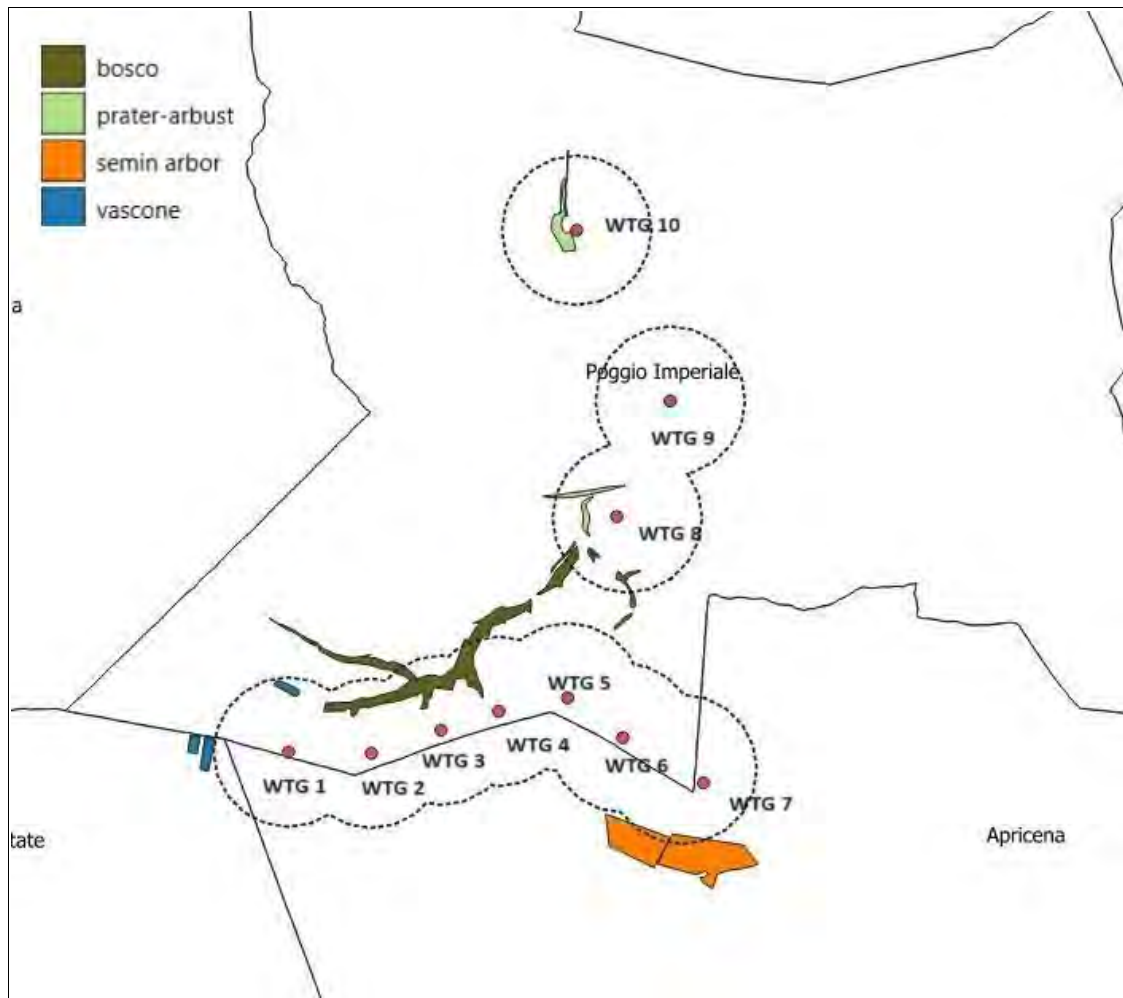 bosco
prater-arbust
semin arbor
vascone
WTG 10
a
Poggio Imperiale
WTG 9
WTG 8
WTG 5
WTG 4
WTG 3
WTG 6
WTG 1
WTG 2
WTG 7
tate
Apricena